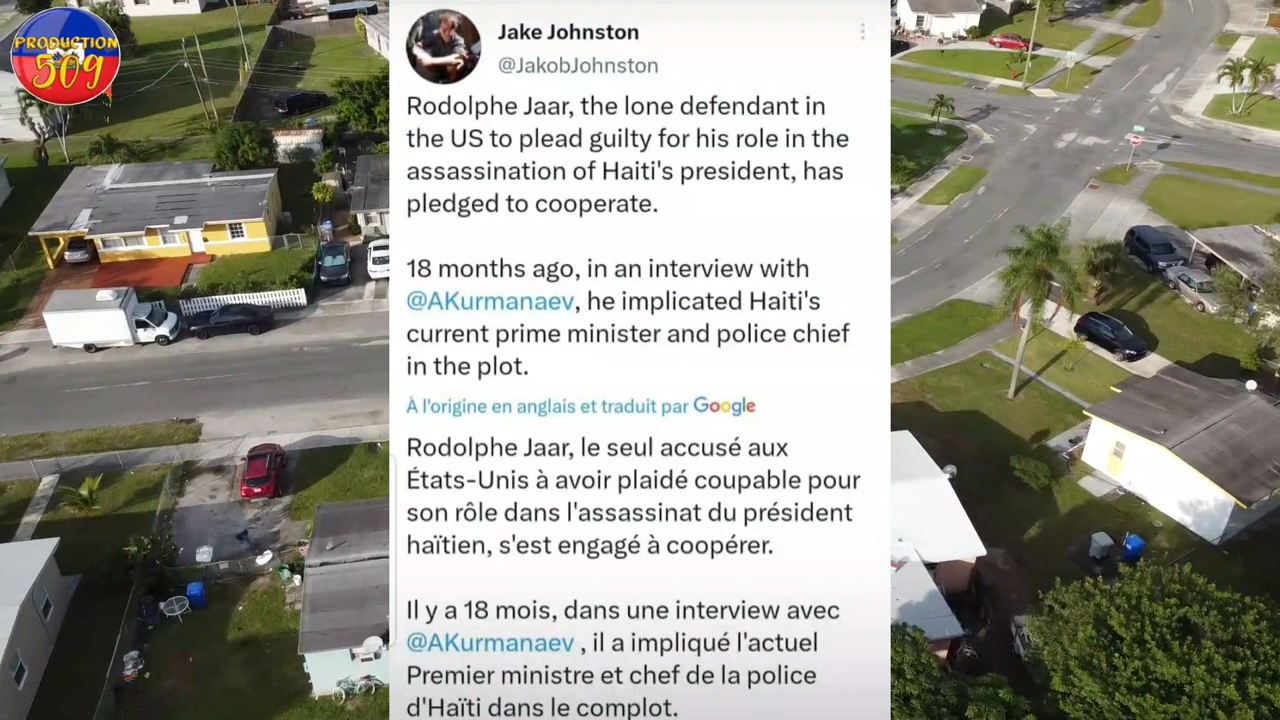 PRODUCTION
509
Jake Johnston
@JakobJohnston
Rodolphe Jaar, the lone defendant in
the US to plead guilty for his role in the
assassination of Haiti's president, has
pledged to cooperate.
18 months ago, in an interview with
@AKurmanaev, he implicated Haiti's
current prime minister and police chief
in the plot.
À l'origine en anglais et traduit par Google
Rodolphe Jaar, le seul accusé aux
États-Unis à avoir plaidé coupable pour
son rôle dans l'assassinat du président
haïtien, s'est engagé à coopérer.
Il y a 18 mois, dans une interview avec
@AKurmanaev , il a impliqué l'actuel
Premier ministre et chef de la police
d'Haïti dans le complot.